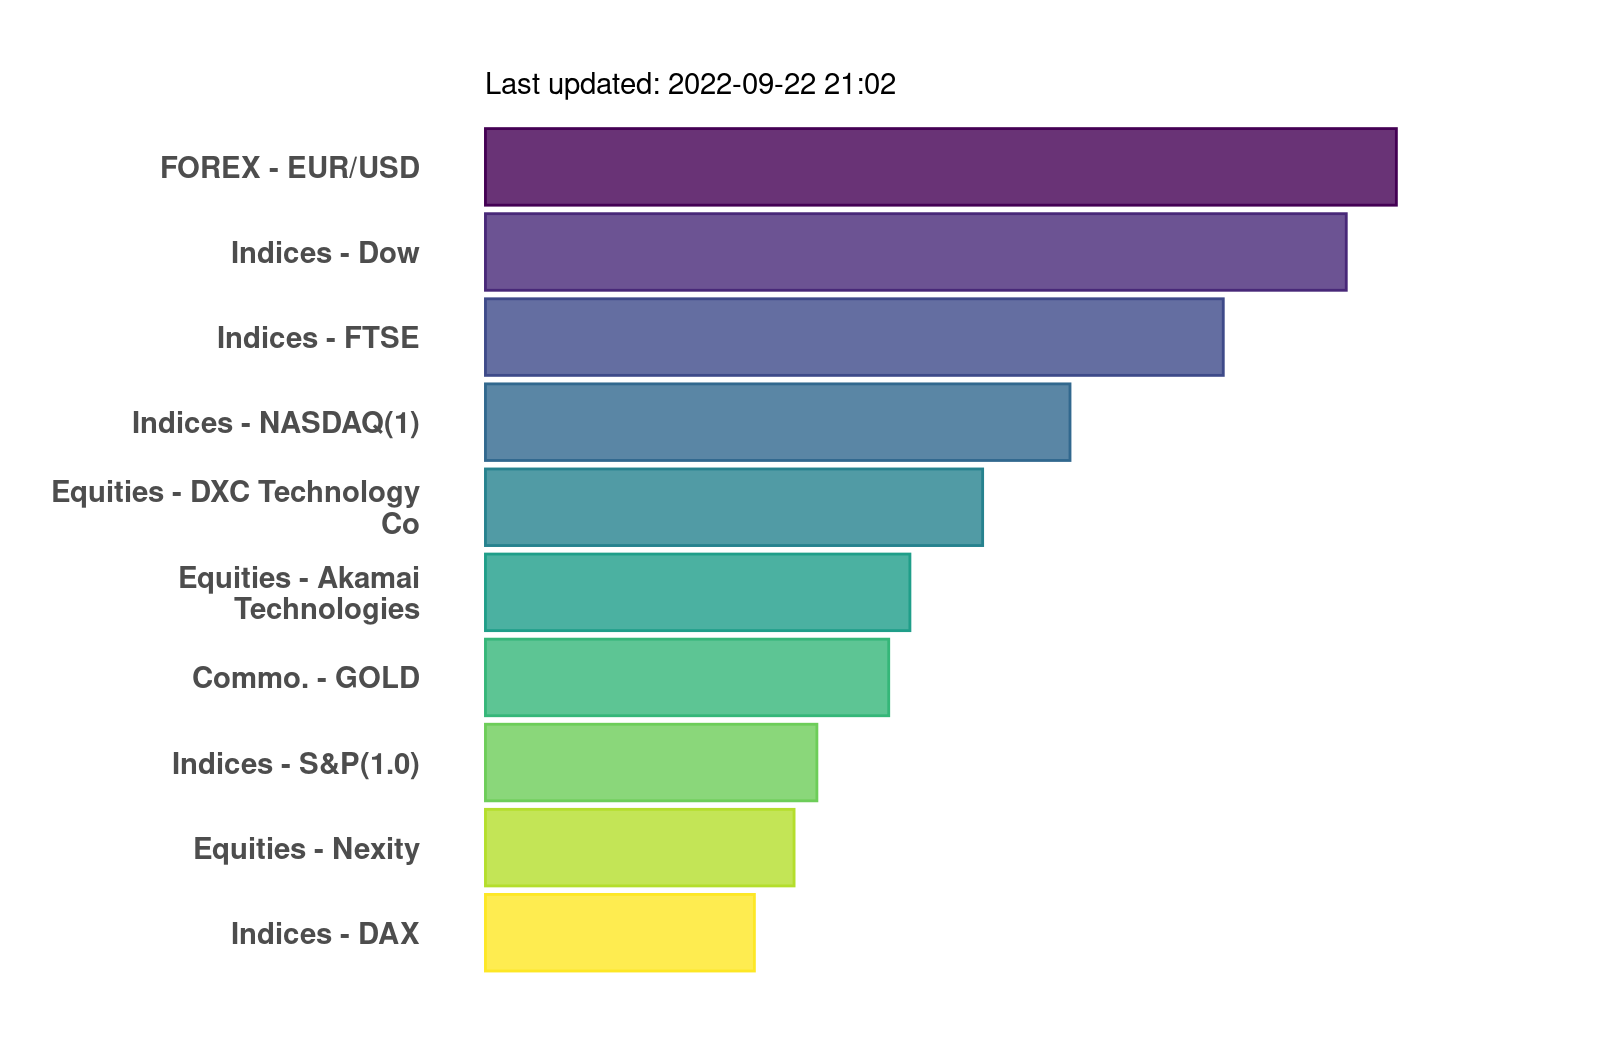 Last updated: 2022-09-22 21:02
FOREX - EUR/USD
Indices - Dow
Indices - FTSE
Indices - NASDAQ(1)
Equities - DXC Technology
Co
Equities - Akamai
Technologies
Commo. - GOLD
Indices - S&P(1.0)
Equities - Nexity
Indices - DAX